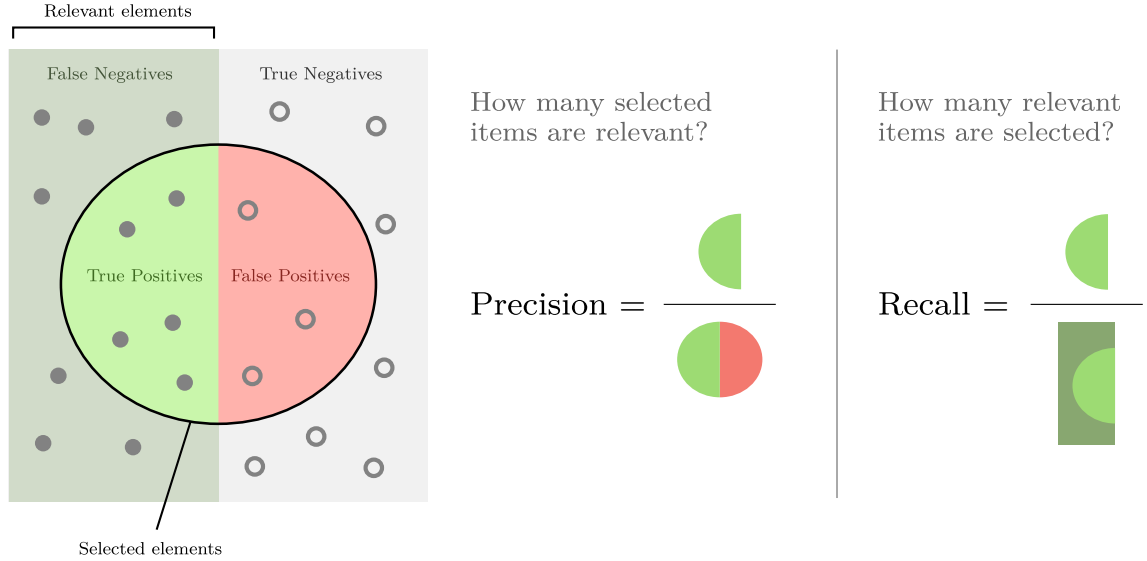 Relevant elements
False Negatives
True Negatives
True Positives
False Positives
Selected elements
How many selected
items are relevant?
Precision =
How many relevant
items are selected?
Recall =